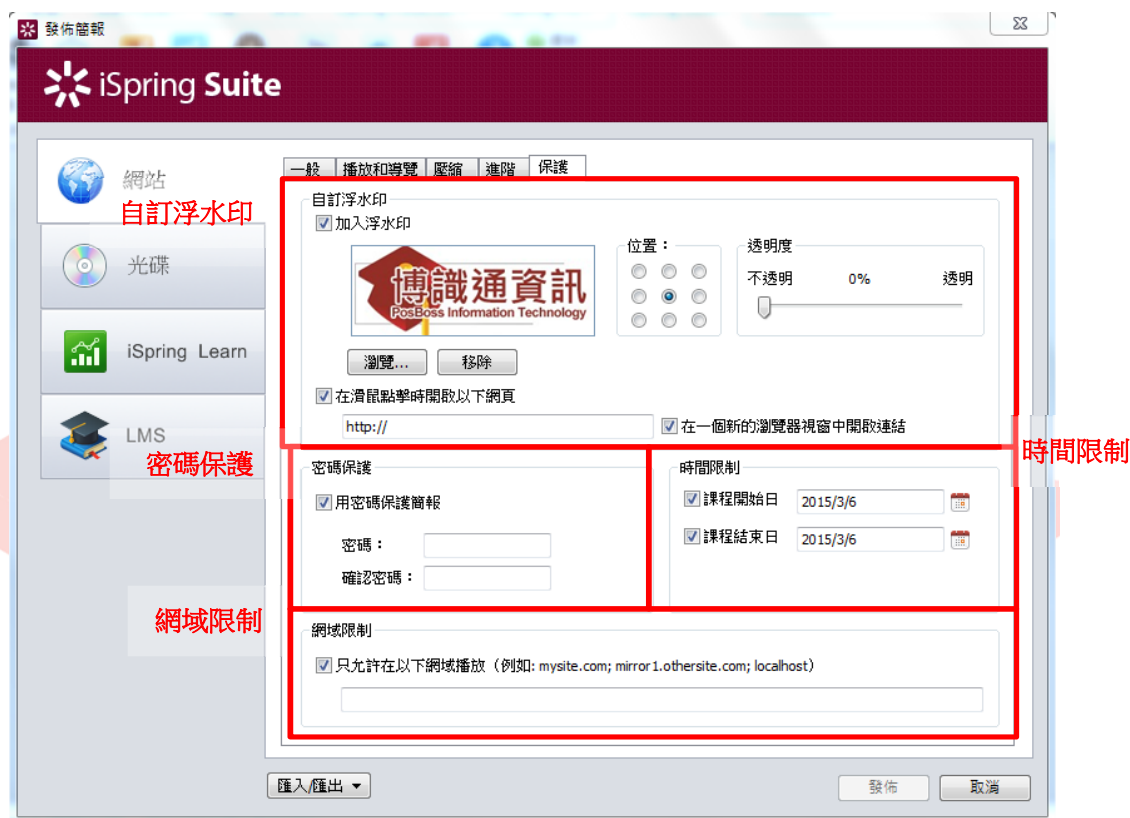 發佈簡報
iSpring Suite
網站
自訂浮水印
光碟
iSpring Learn
LMS
密碼保護
網域限制
一般 播放和導覽 壓縮 進階 保護
自訂浮水印
加入浮水印
博識通資訊
PosBoss Information Technology
位置：
透明度
不透明 0% 透明
瀏覽... 移除
在滑鼠點擊時開啟以下網頁
http:// 在一個新的瀏覽器視窗中開啟連結
時間限制
密碼保護
用密碼保護簡報
密碼：
確認密碼：
時間限制
課程開始日 2015/3/6
課程結束日 2015/3/6
網域限制
只允許在以下網域播放（例如: mysite.com; mirror1.othersite.com; localhost）
匯入/匯出
發佈 取消